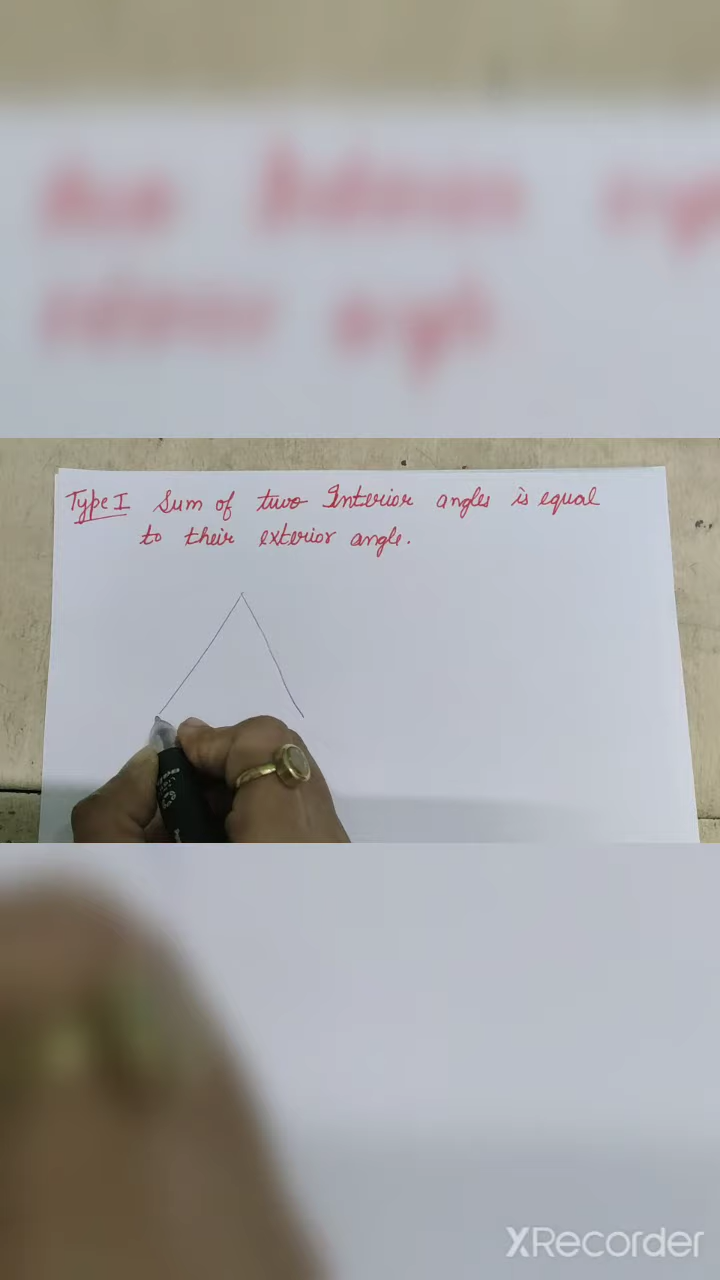 Type I Sum of two Interior angles is equal
to their exterior angle.
XRecorder